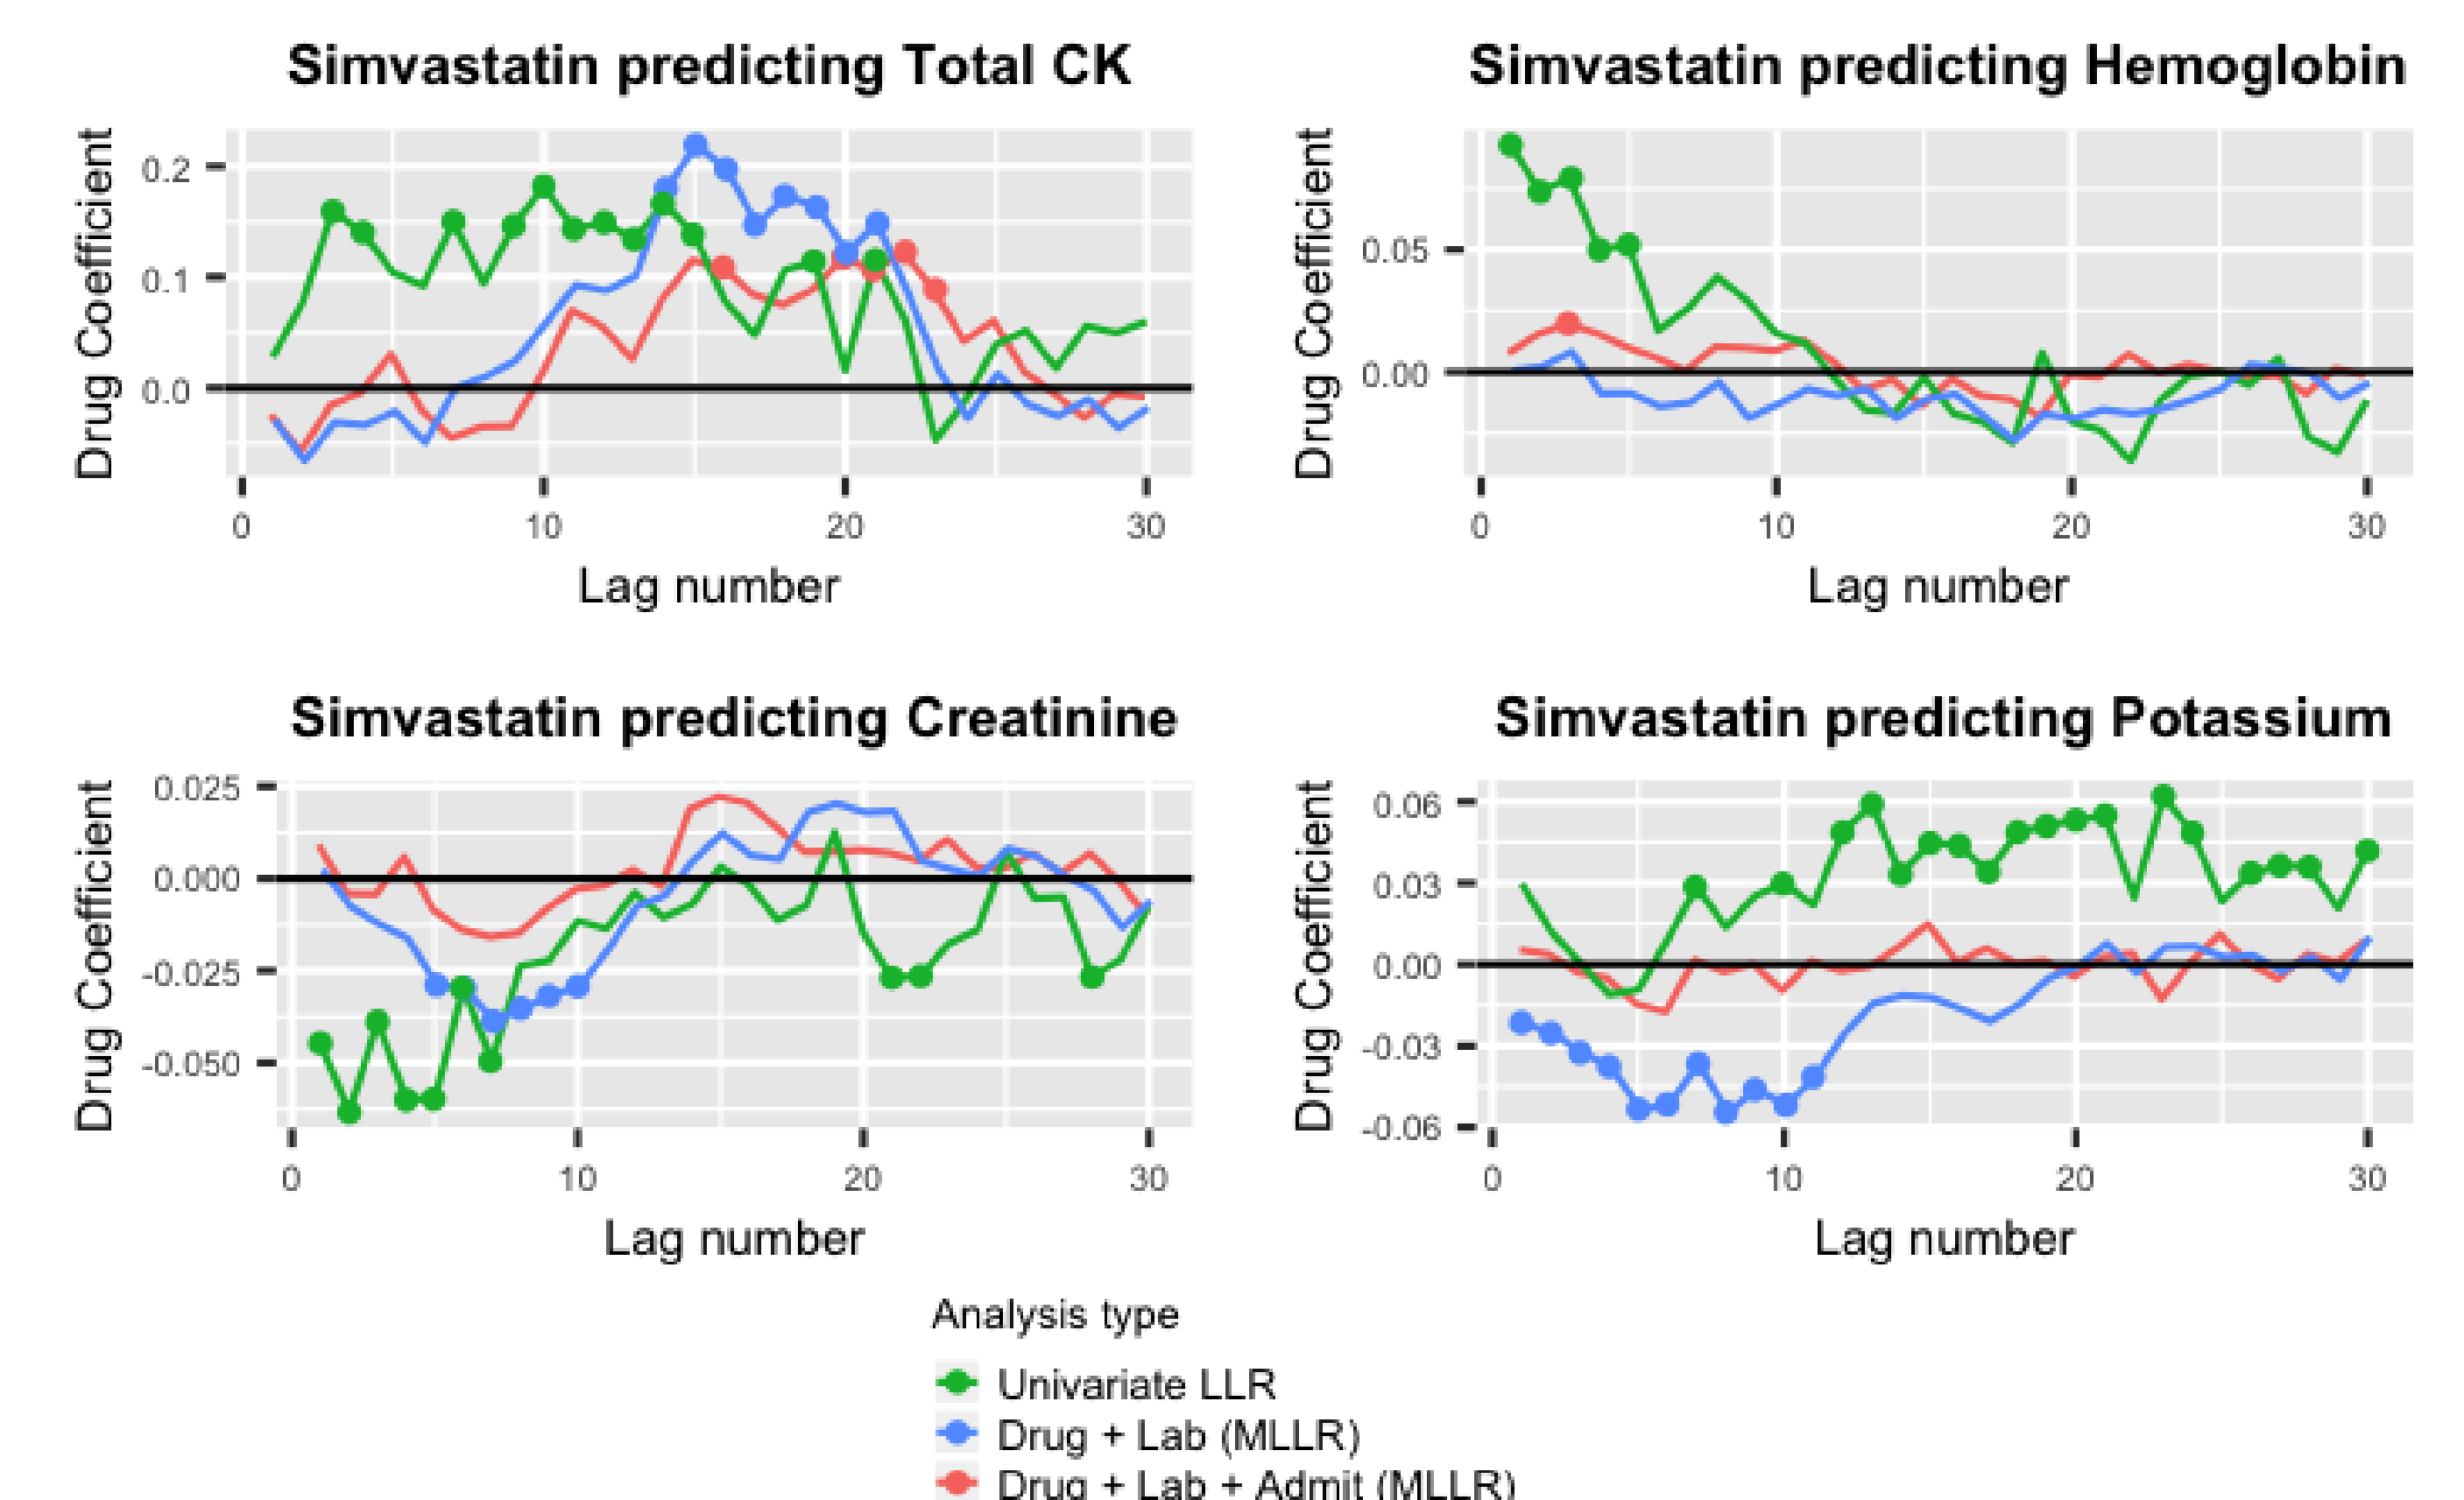 Simvastatin predicting Total CK
Drug Coefficient
0.2
0.1
0.0
0 10 20 30
Lag number
Simvastatin predicting Hemoglobin
Drug Coefficient
0.05
0.00
0 10 20 30
Lag number
Simvastatin predicting Creatinine
Drug Coefficient
0.025
0.000
-0.025
-0.050
0 10 20 30
Lag number
Simvastatin predicting Potassium
Drug Coefficient
0.06
0.03
0.00
-0.03
-0.06
0 10 20 30
Lag number
Analysis type
Univariate LLR
Drug + Lab (MLLR)
Drug + Lab + Admit (MLLR)